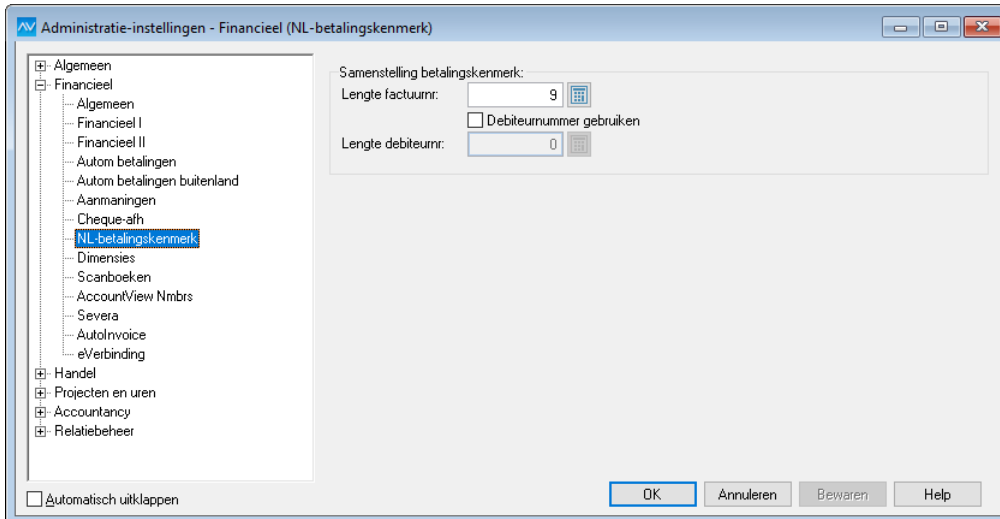 Administratie-instellingen - Financieel (NL-betalingskenmerk)
Algemeen
Financieel
Algemeen
Financieel I
Financieel II
Autom betalingen
Autom betalingen buitenland
Aanmaningen
Cheque-afh
NL-betalingskenmerk
Dimensies
Scanboeken
AccountView Nmbrs
Severa
AutoInvoice
eVerbinding
Handel
Projecten en uren
Accountancy
Relatiebeheer
Automatisch uitklappen
Samenstelling betalingskenmerk:
Lengte factuurnr: 9
Debiteurnummer gebruiken
Lengte debiteurnr: 0
OK Annuleren Bewaren Help